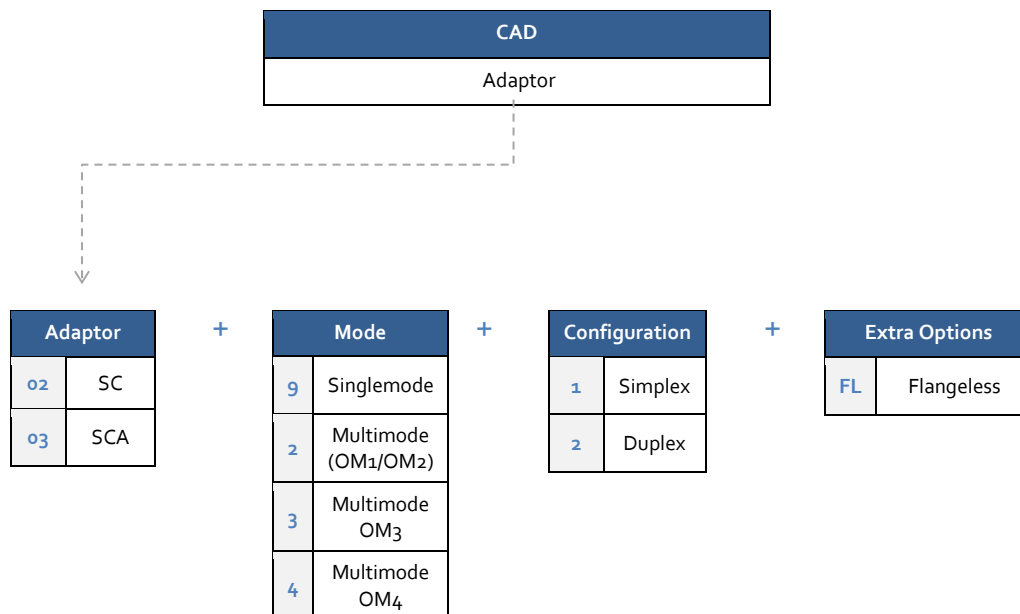 CAD
Adaptor
Adaptor + Mode + Configuration + Extra Options
02 SC
03 SCA
9 Singlemode
2 Multimode
(OM1/OM2)
3 Multimode
OM3
4 Multimode
OM4
1 Simplex
2 Duplex
FL Flangeless